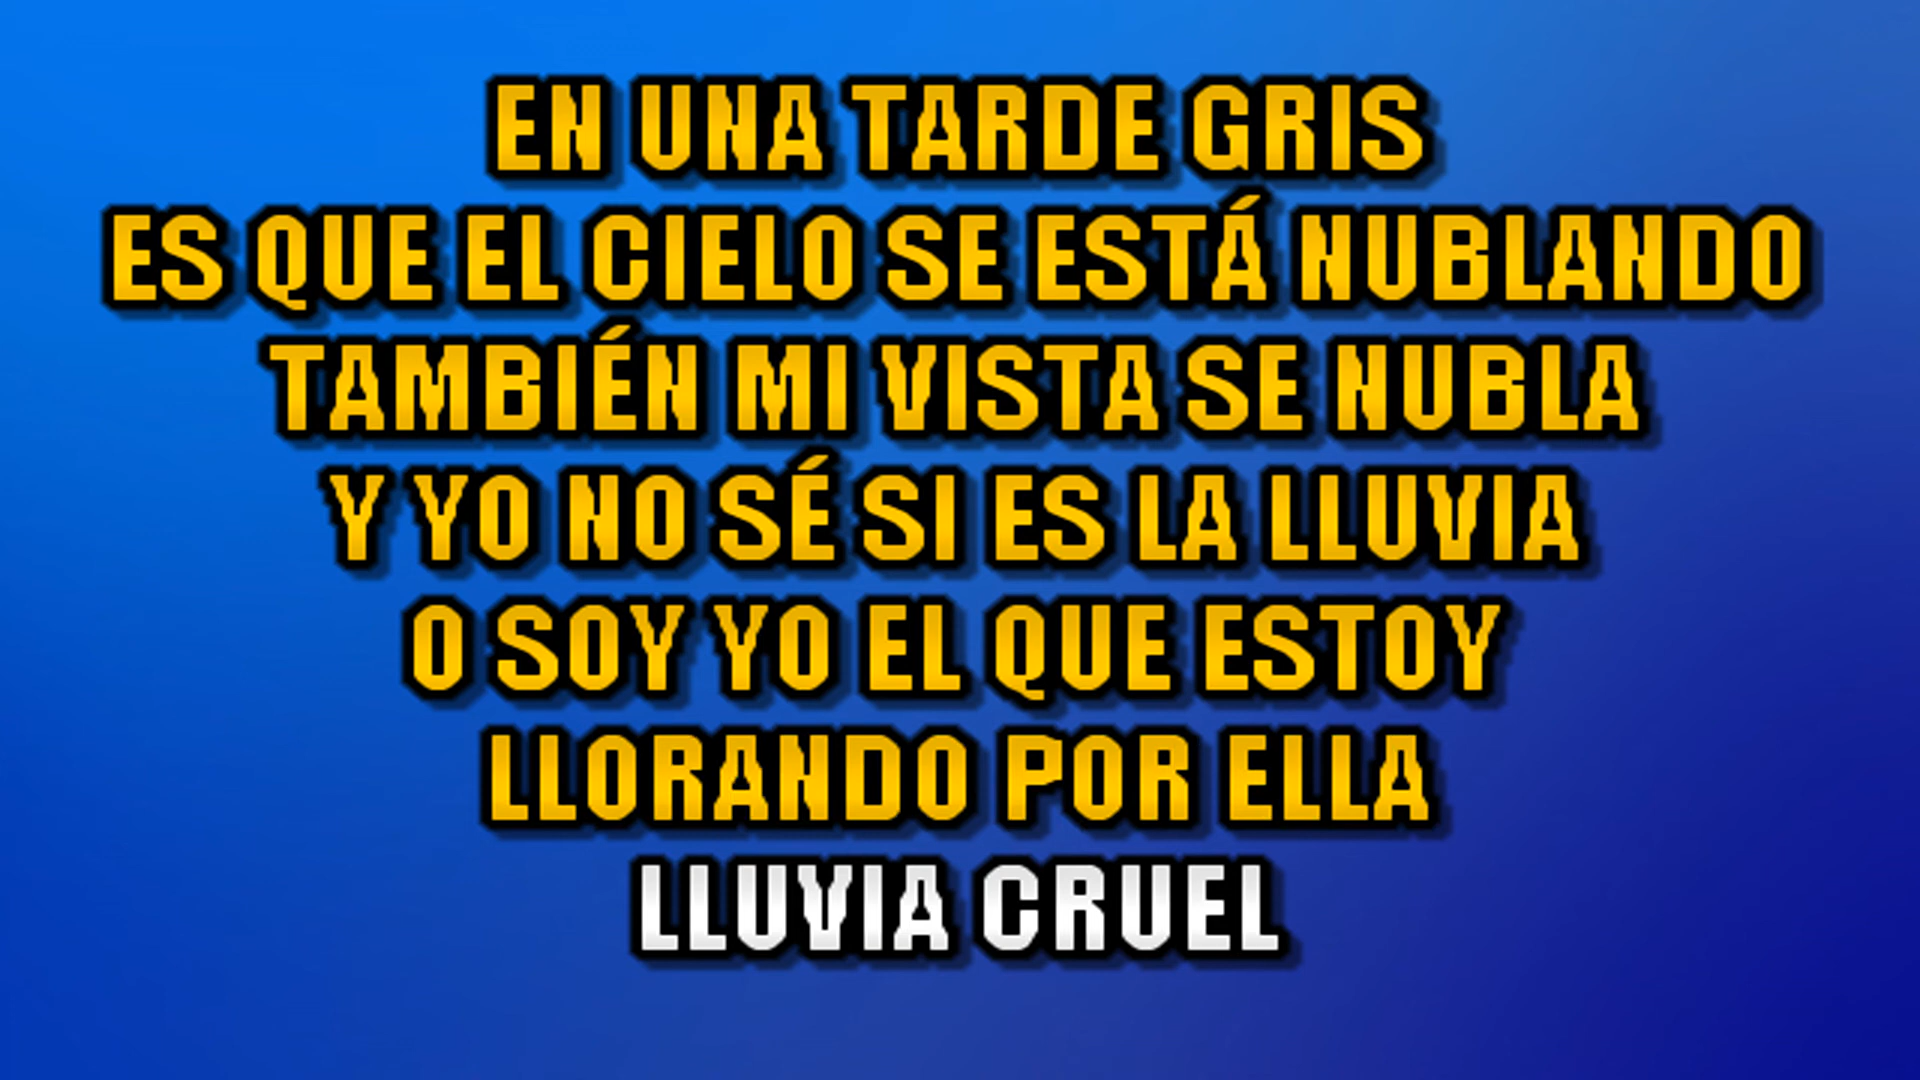 EN UNA TARDE GRIS
ES QUE EL CIELO SE ESTÁ NUBLANDO
TAMBIÉN MI VISTA SE NUBLA
Y YO NO SÉ SI ES LA LLUVIA
O SOY YO EL QUE ESTOY
LLORANDO POR ELLA
LLUVIA CRUEL